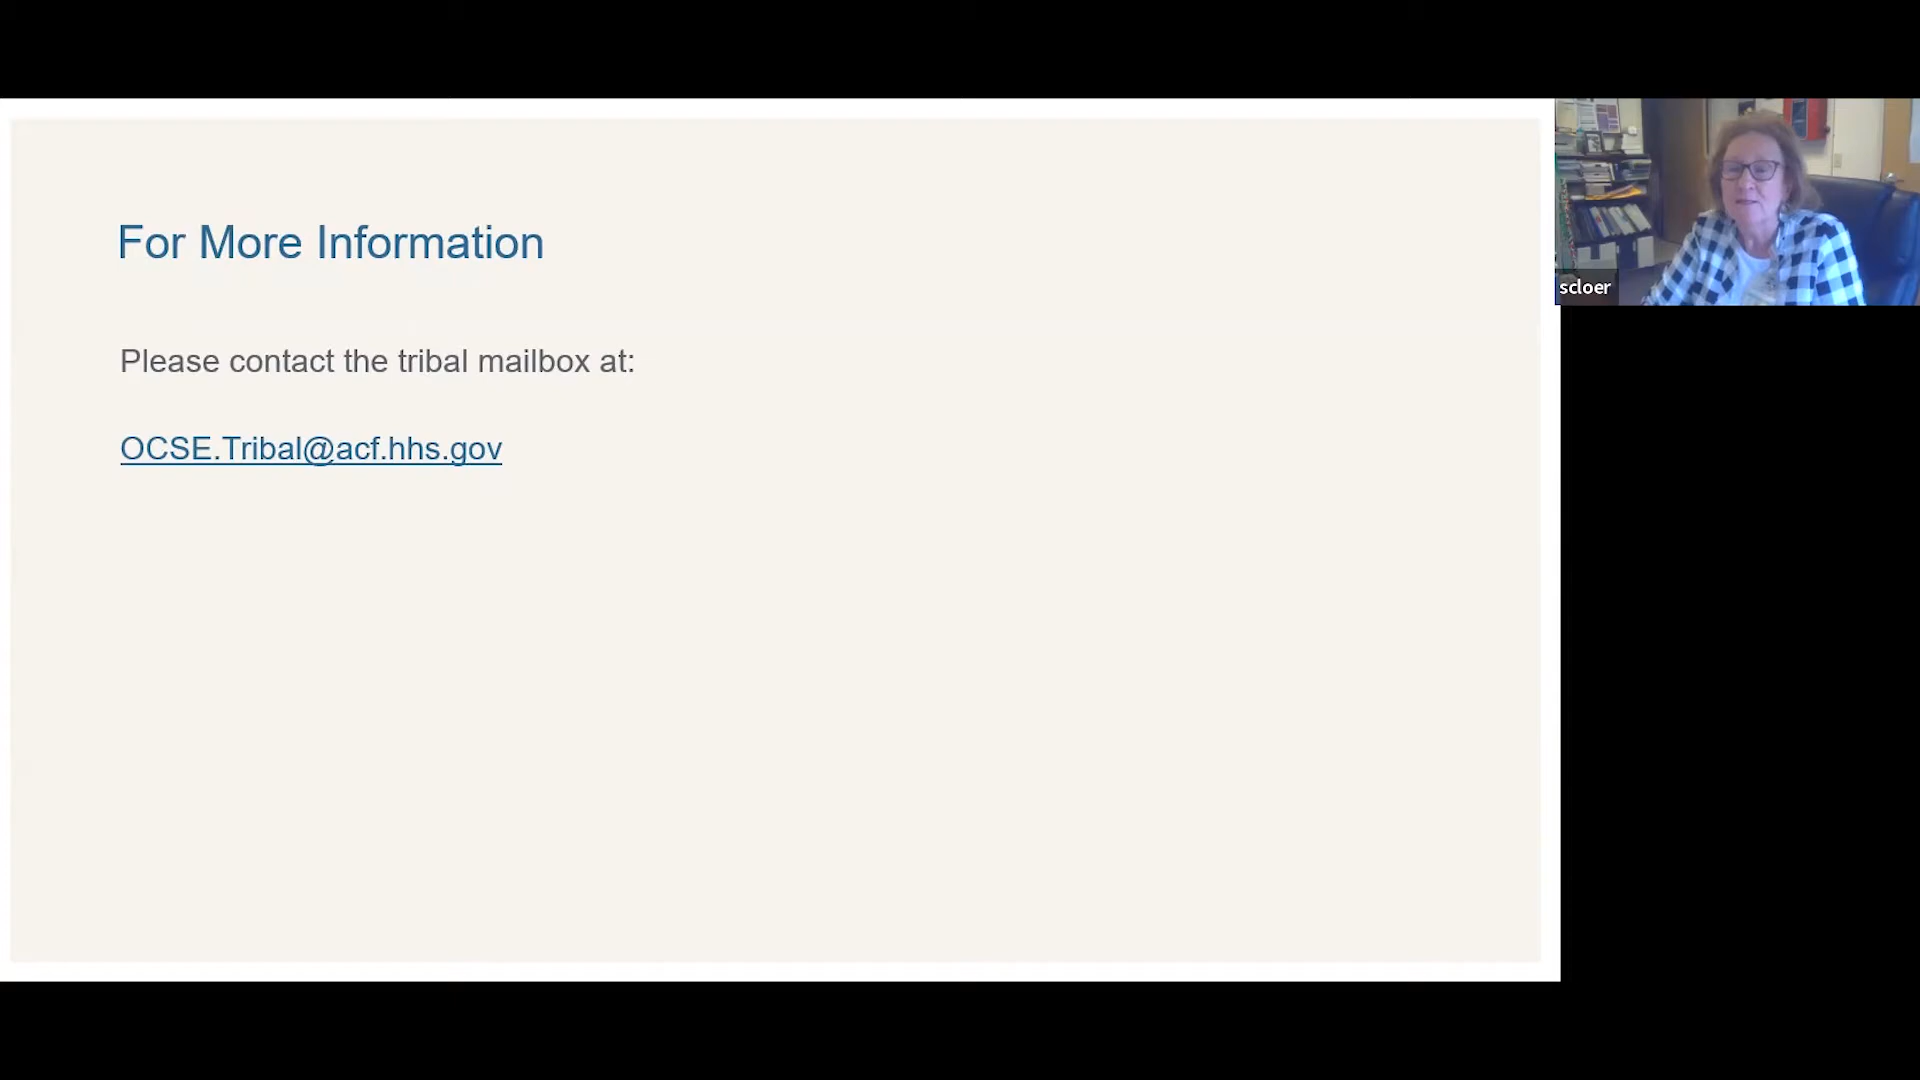 For More Information
Please contact the tribal mailbox at:
OCSE.Tribal@acf.hhs.gov
scloer